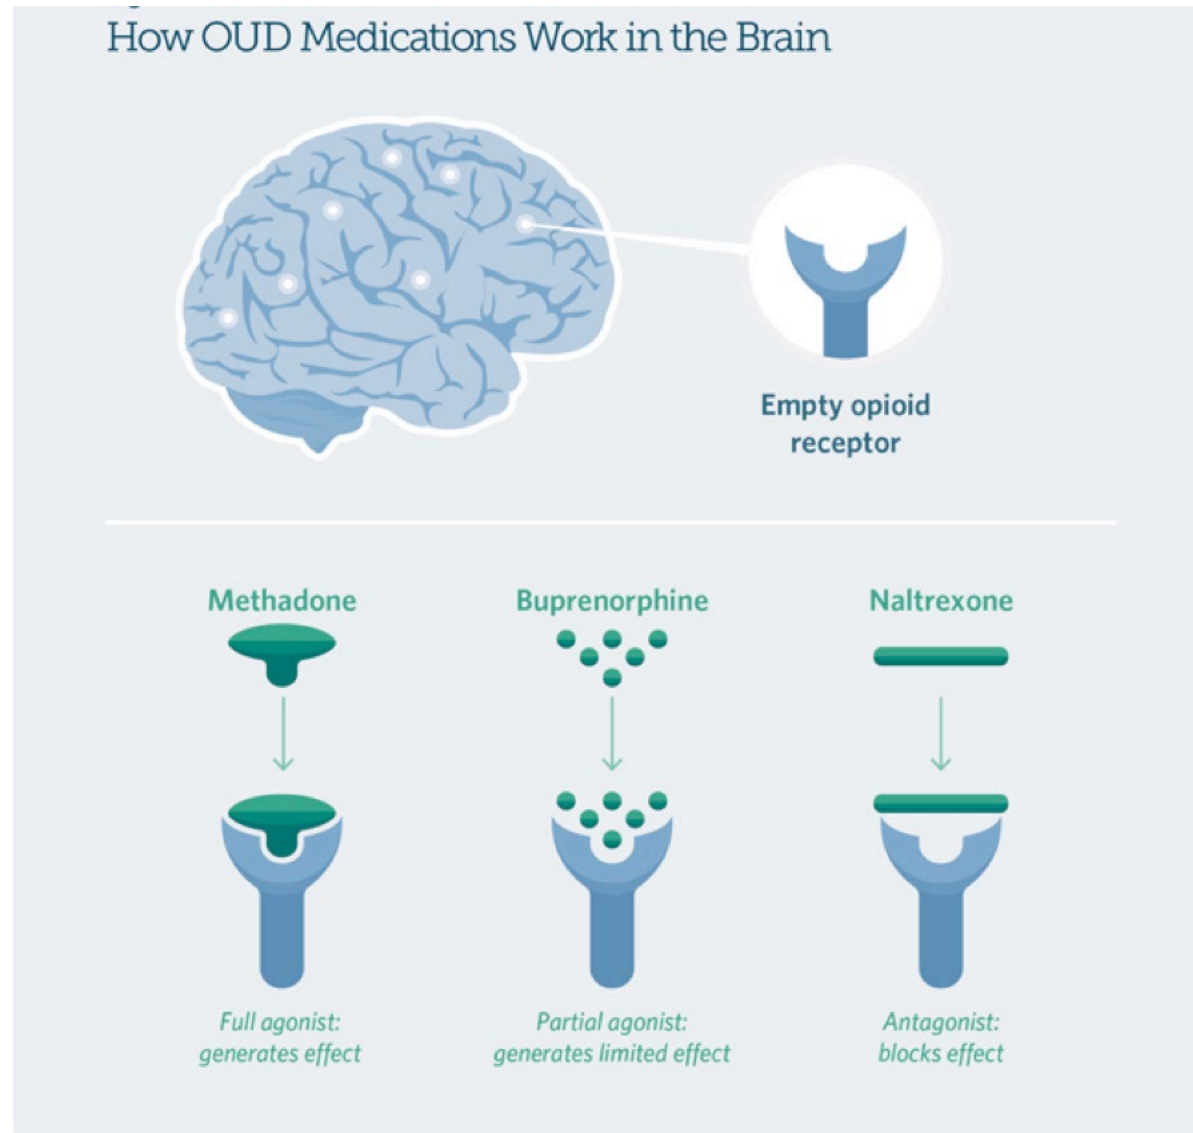 How OUD Medications Work in the Brain
Empty opioid
receptor
Methadone
Buprenorphine
Naltrexone
Full agonist:
generates effect
Partial agonist:
generates limited effect
Antagonist:
blocks effect